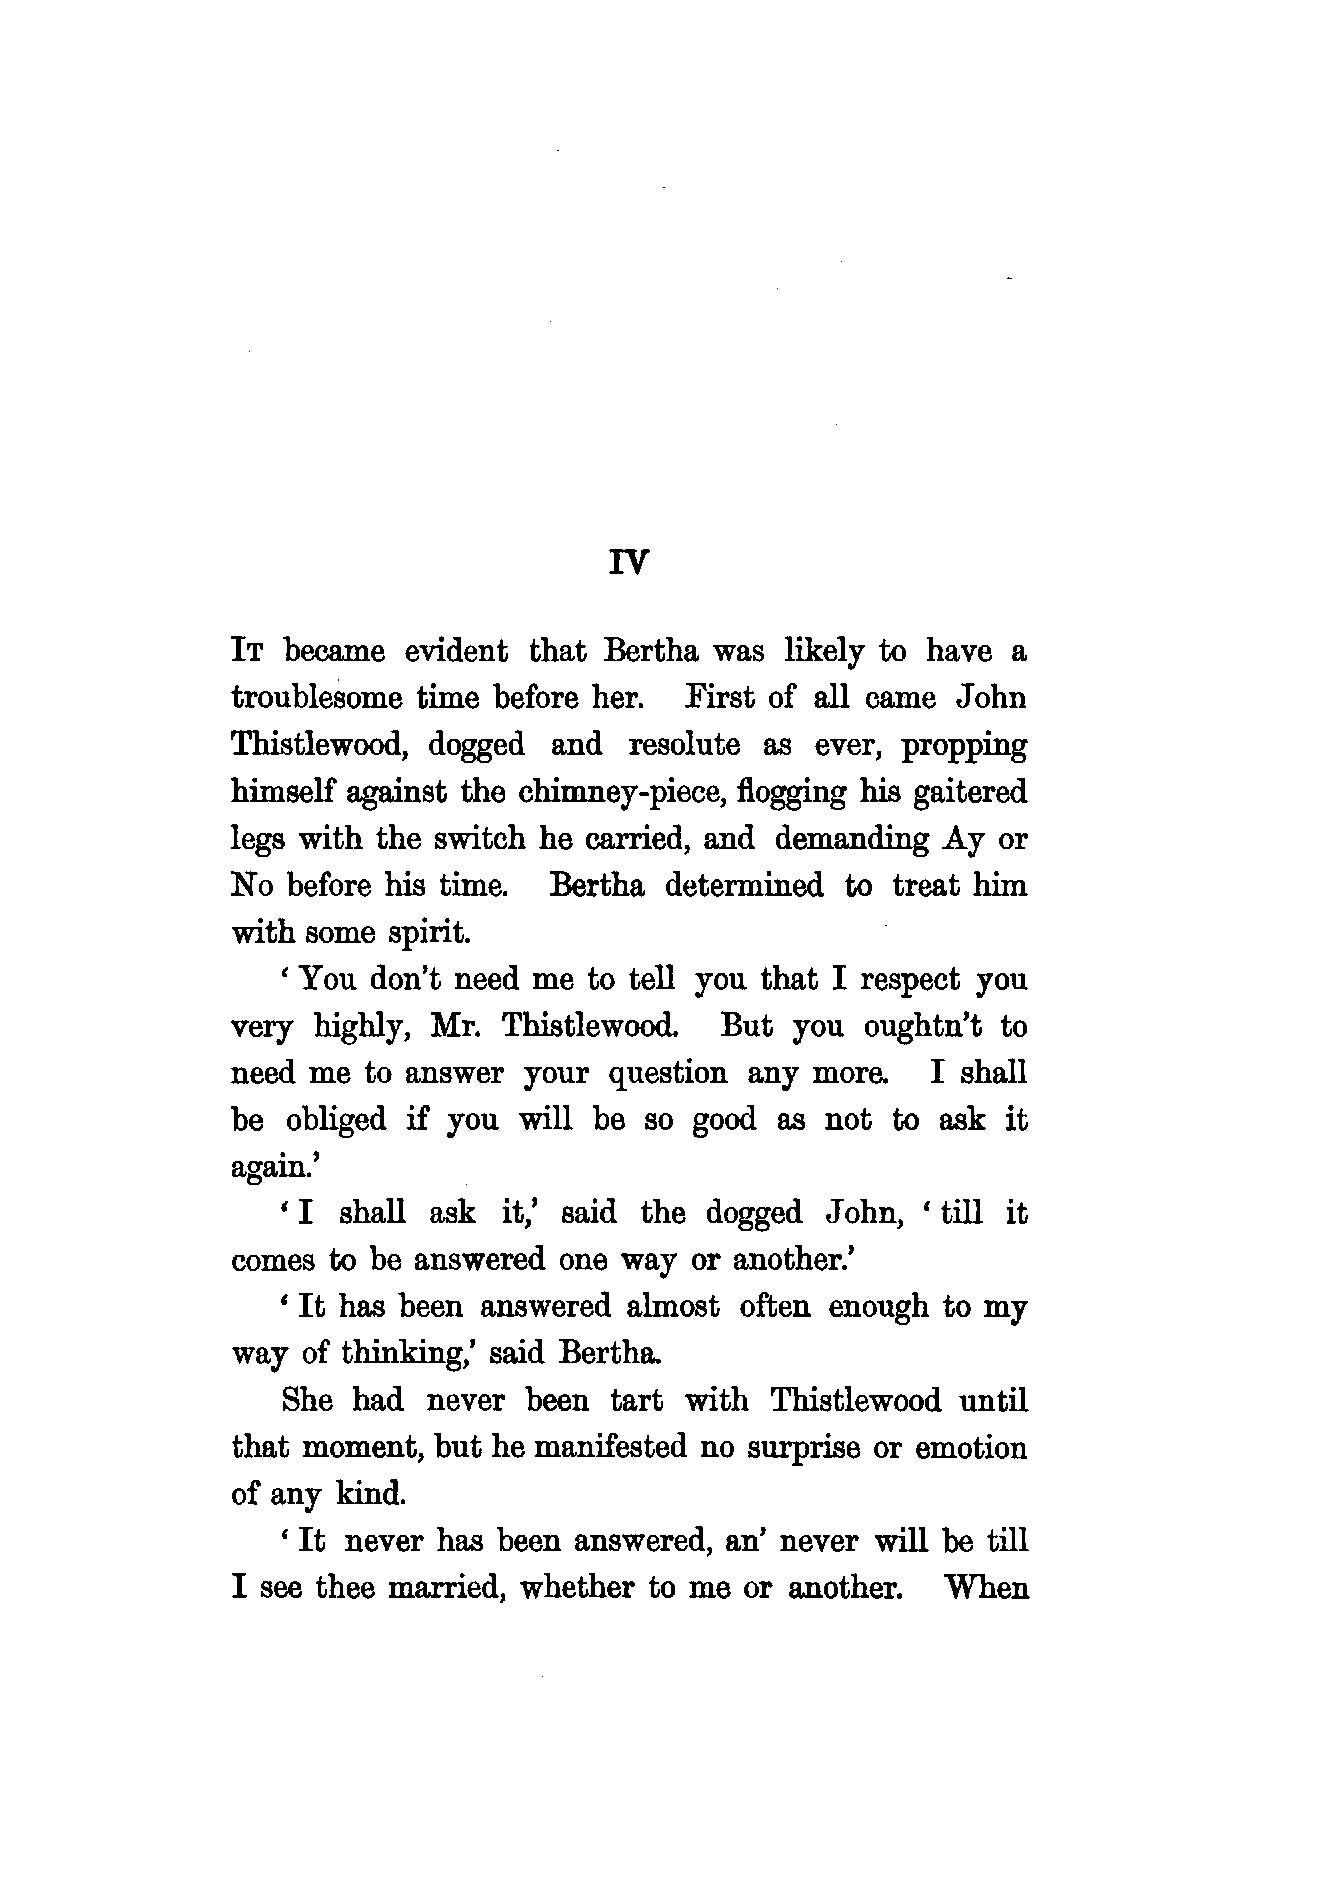 IV
IT became evident that Bertha was likely to have a
troublesome time before her. First of all came John
Thistlewood, dogged and resolute as ever, propping
himself against the chimney-piece, flogging his gaitered
legs with the switch he carried, and demanding Ay or
No before his time. Bertha determined to treat him
with some spirit.
‘ You don’t need me to tell you that I respect you
very highly, Mr. Thistlewood. But you oughtn’t to
need me to answer your question any more. I shall
be obliged if you will be so good as not to ask it
again.’
‘ I shall ask it,’ said the dogged John, ‘ till it
comes to be answered one way or another.’
‘ It has been answered almost often enough to my
way of thinking,’ said Bertha.
She had never been tart with Thistlewood until
that moment, but he manifested no surprise or emotion
of any kind.
‘ It never has been answered, an’ never will be till
I see thee married, whether to me or another. When